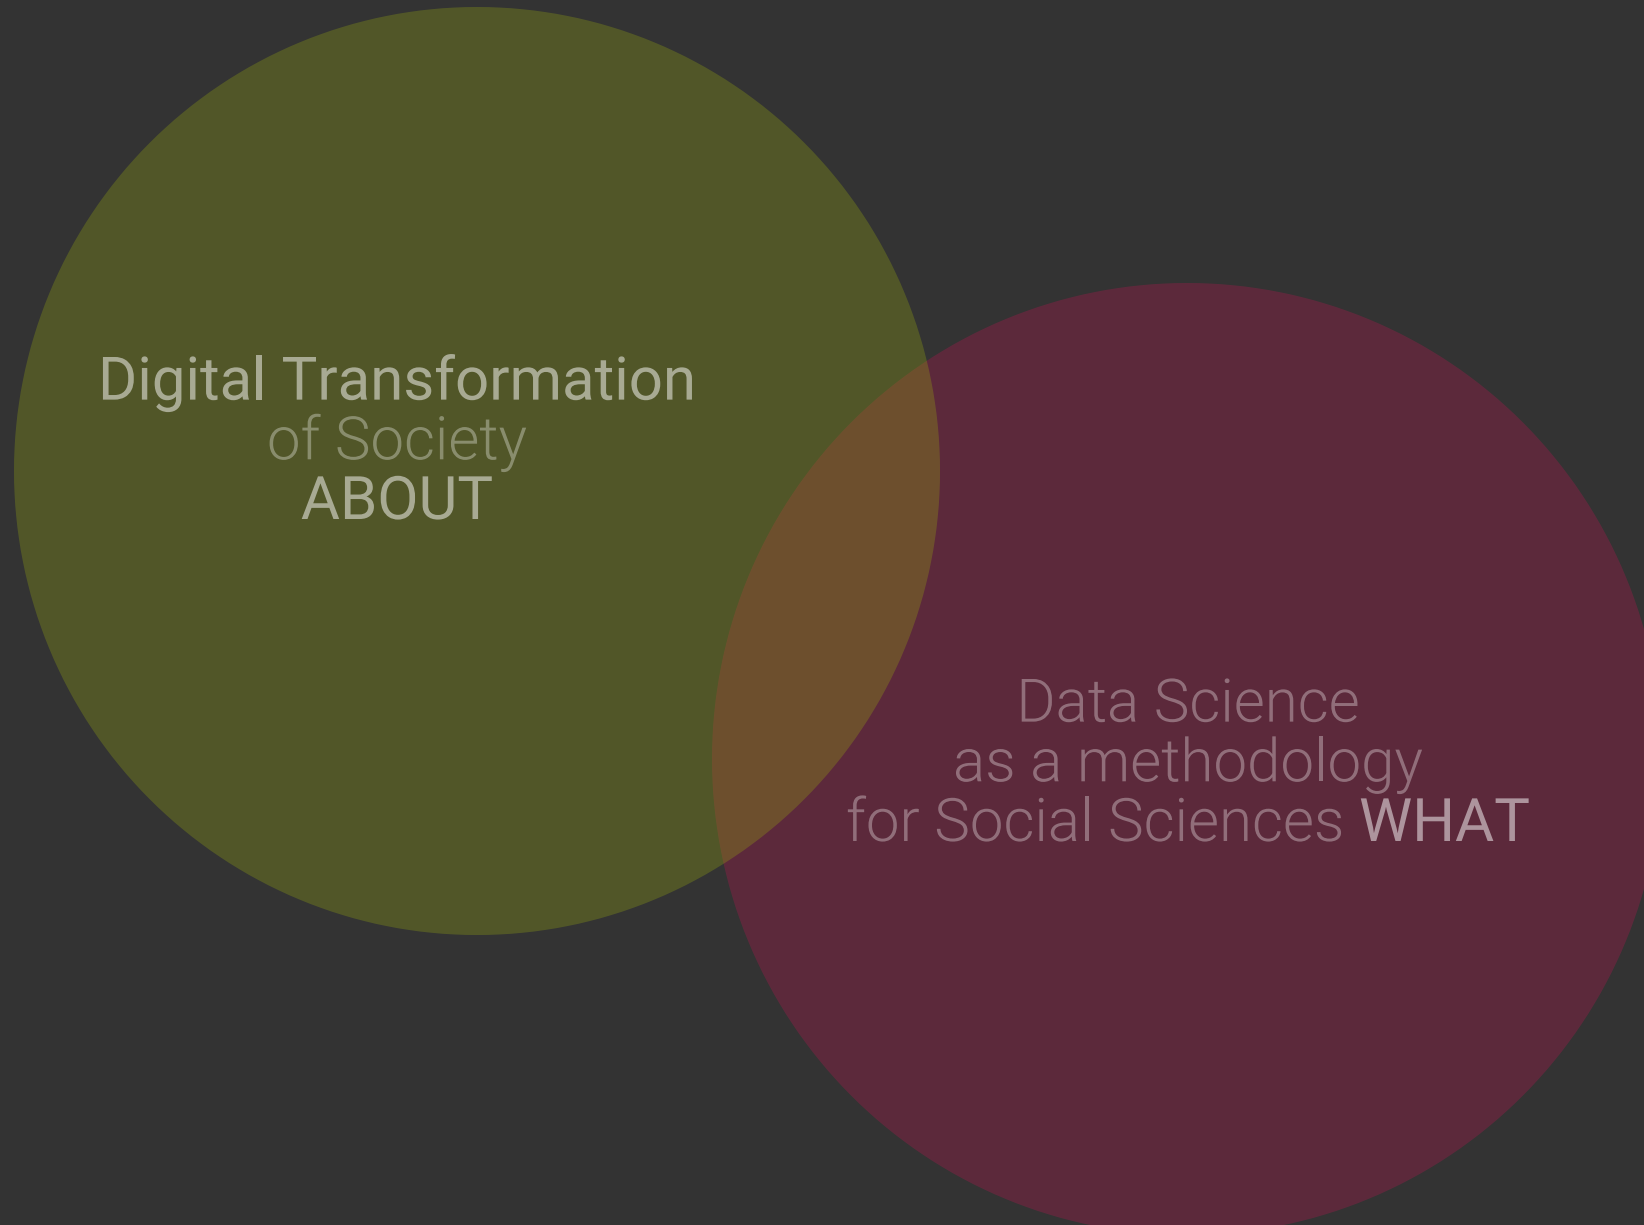 Digital Transformation
of Society
ABOUT
Data Science
as a methodology
for Social Sciences WHAT